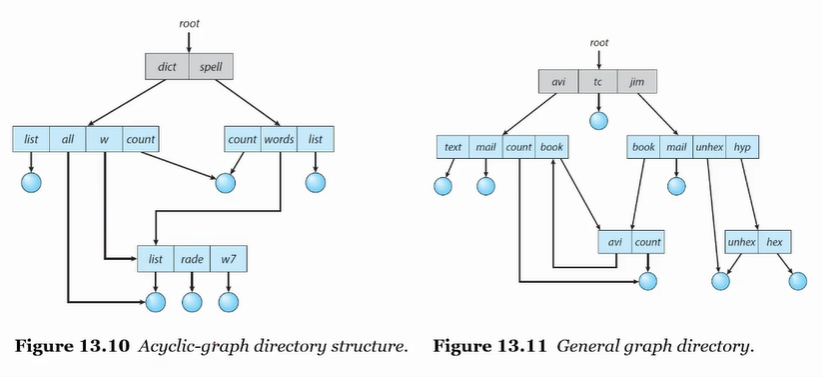 root
dict spell
list all w count
count words list
list rade w7
Figure 13.10 Acyclic-graph directory structure.
root
avi tc jim
text mail count book
book mail unhex hyp
avi count
unhex hex
Figure 13.11 General graph directory.